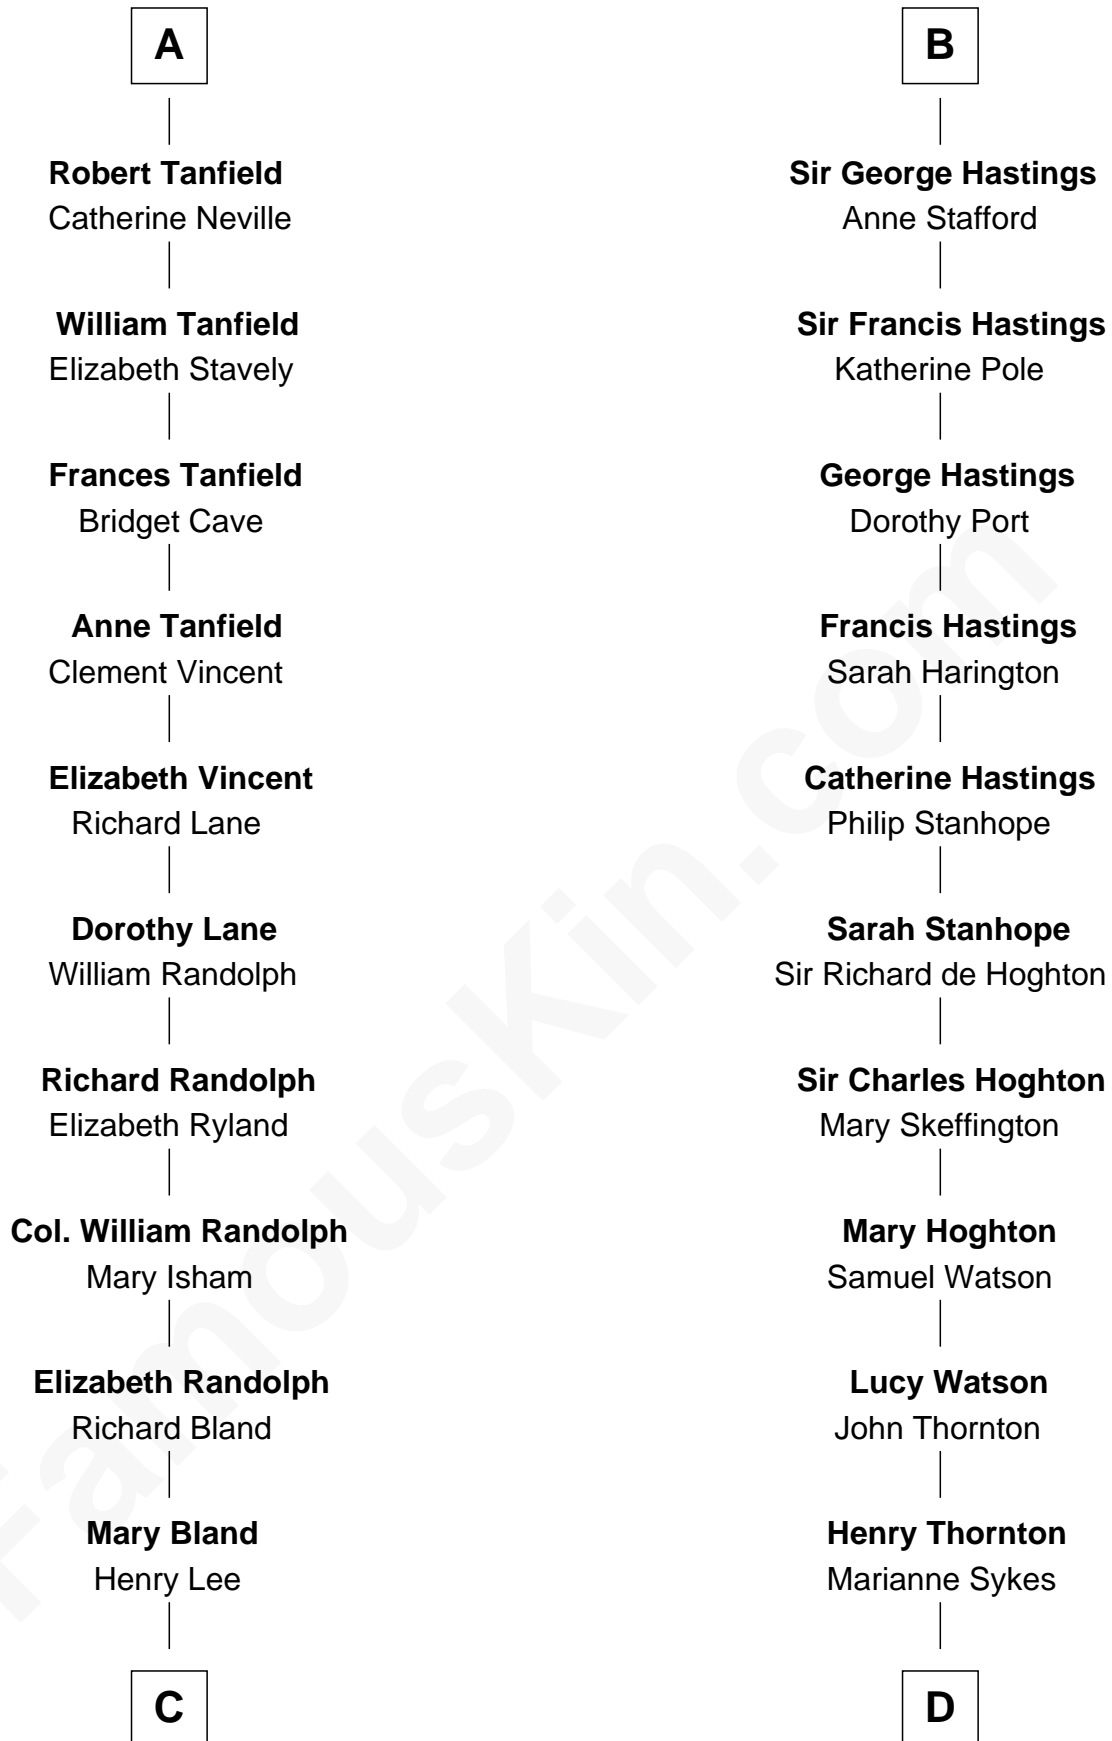 A
Robert Tanfield
Catherine Neville
William Tanfield
Elizabeth Stavely
Frances Tanfield
Bridget Cave
Anne Tanfield
Clement Vincent
Elizabeth Vincent
Richard Lane
Dorothy Lane
William Randolph
Richard Randolph
Elizabeth Ryland
Col. William Randolph
Mary Isham
Elizabeth Randolph
Richard Bland
Mary Bland
Henry Lee
C
B
Sir George Hastings
Anne Stafford
Sir Francis Hastings
Katherine Pole
George Hastings
Dorothy Port
Francis Hastings
Sarah Harington
Catherine Hastings
Philip Stanhope
Sarah Stanhope
Sir Richard de Hoghton
Sir Charles Hoghton
Mary Skeffington
Mary Hoghton
Samuel Watson
Lucy Watson
John Thornton
Henry Thornton
Marianne Sykes
D
FamousKin.com